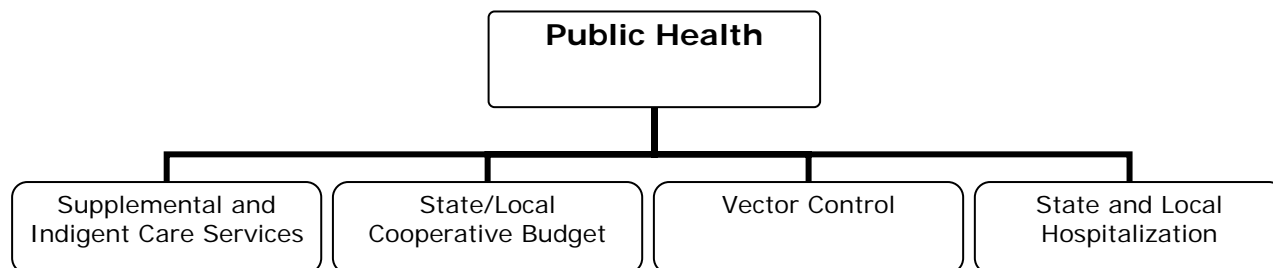 Public Health
Supplemental and
Indigent Care Services
State/Local
Cooperative Budget
Vector Control
State and Local
Hospitalization